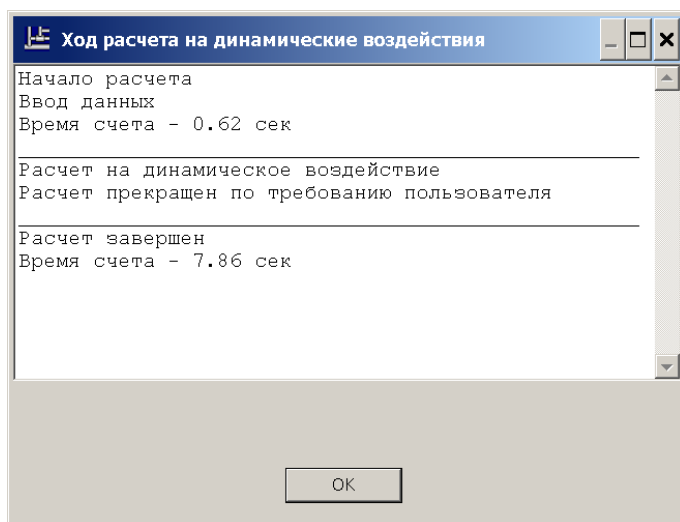 Ход расчета на динамические воздействия
Начало расчета
Ввод данных
Время счета - 0.62 сек
Расчет на динамическое воздействие
Расчет прекращен по требованию пользователя
Расчет завершен
Время счета - 7.86 сек
OK